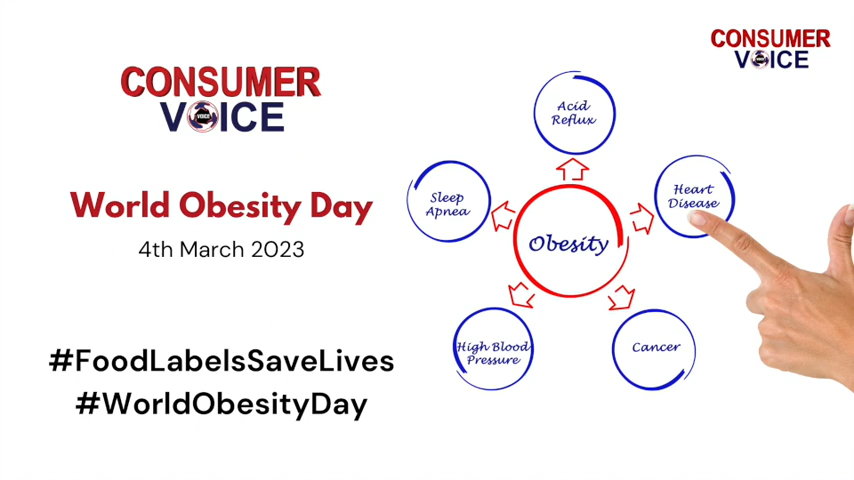 CONSUMER
VOICE
CONSUMER
VOICE
World Obesity Day
4th March 2023
#FoodLabelsSaveLives
#WorldObesityDay
Acid
Reflux
Sleep
Apnea
Heart
Disease
Obesity
High Blood
Pressure
Cancer